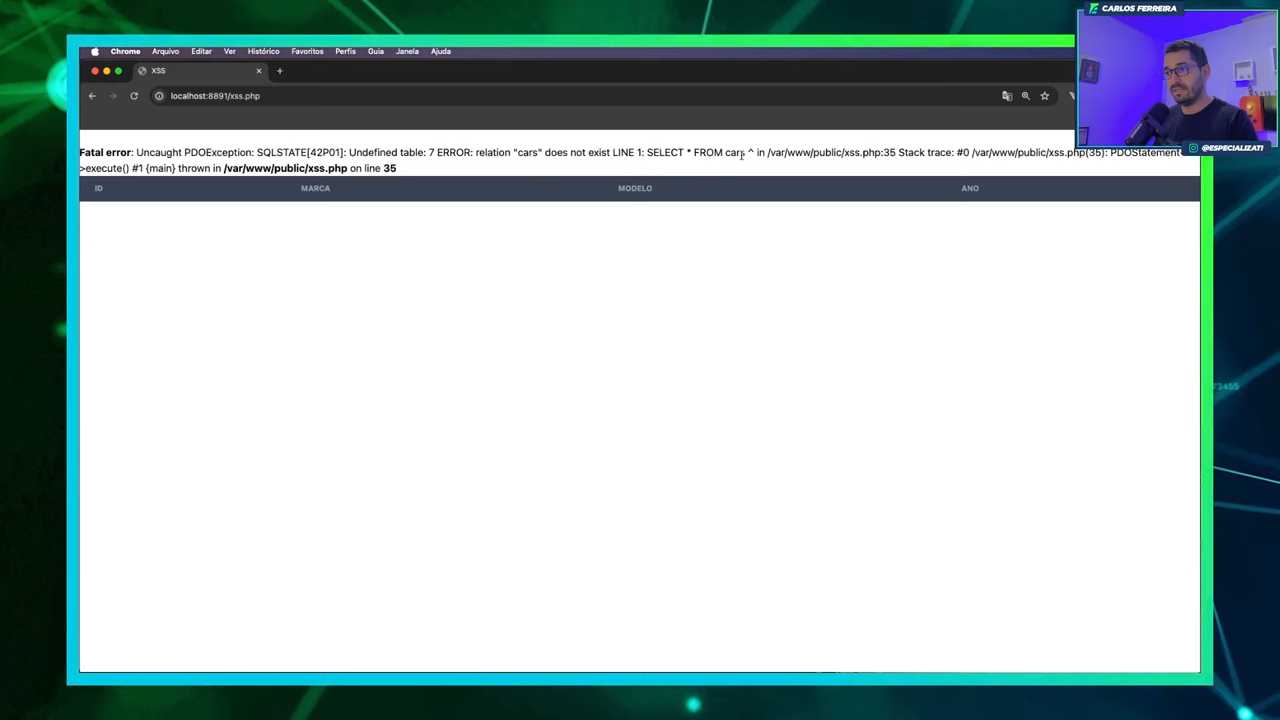 CARLOS FERREIRA
Chrome Arquivo Editar Ver Histórico Favoritos Perfis Guia Janela Ajuda
XSS
localhost:8891/xss.php
@ESPECIALIZATI
Fatal error: Uncaught PDOException: SQLSTATE[42P01]: Undefined table: 7 ERROR: relation "cars" does not exist LINE 1: SELECT * FROM cars ^ in /var/www/public/xss.php:35 Stack trace: #0 /var/www/public/xss.php(35): PDOStatement-
>execute() #1 {main} thrown in /var/www/public/xss.php on line 35
ID MARCA MODELO ANO